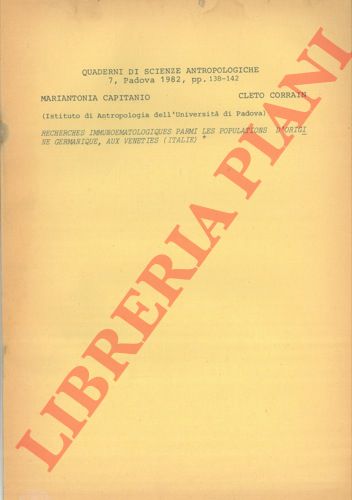 QUADERNI DI SCIENZE ANTROPOLOGICHE
7, Padova 1982, pp. 138-142
MARIANTONIA CAPITANIO CLETO CORRAIN
(Istituto di Antropologia dell'Università di Padova)
RECHERCHES IMMUNOEMATOLOGIQUES PARMI LES POPULATIONS D'ORIGI
NE GERMARIQUE, AUX VENETIES (ITALIE) *
LIBRERIA PIANI